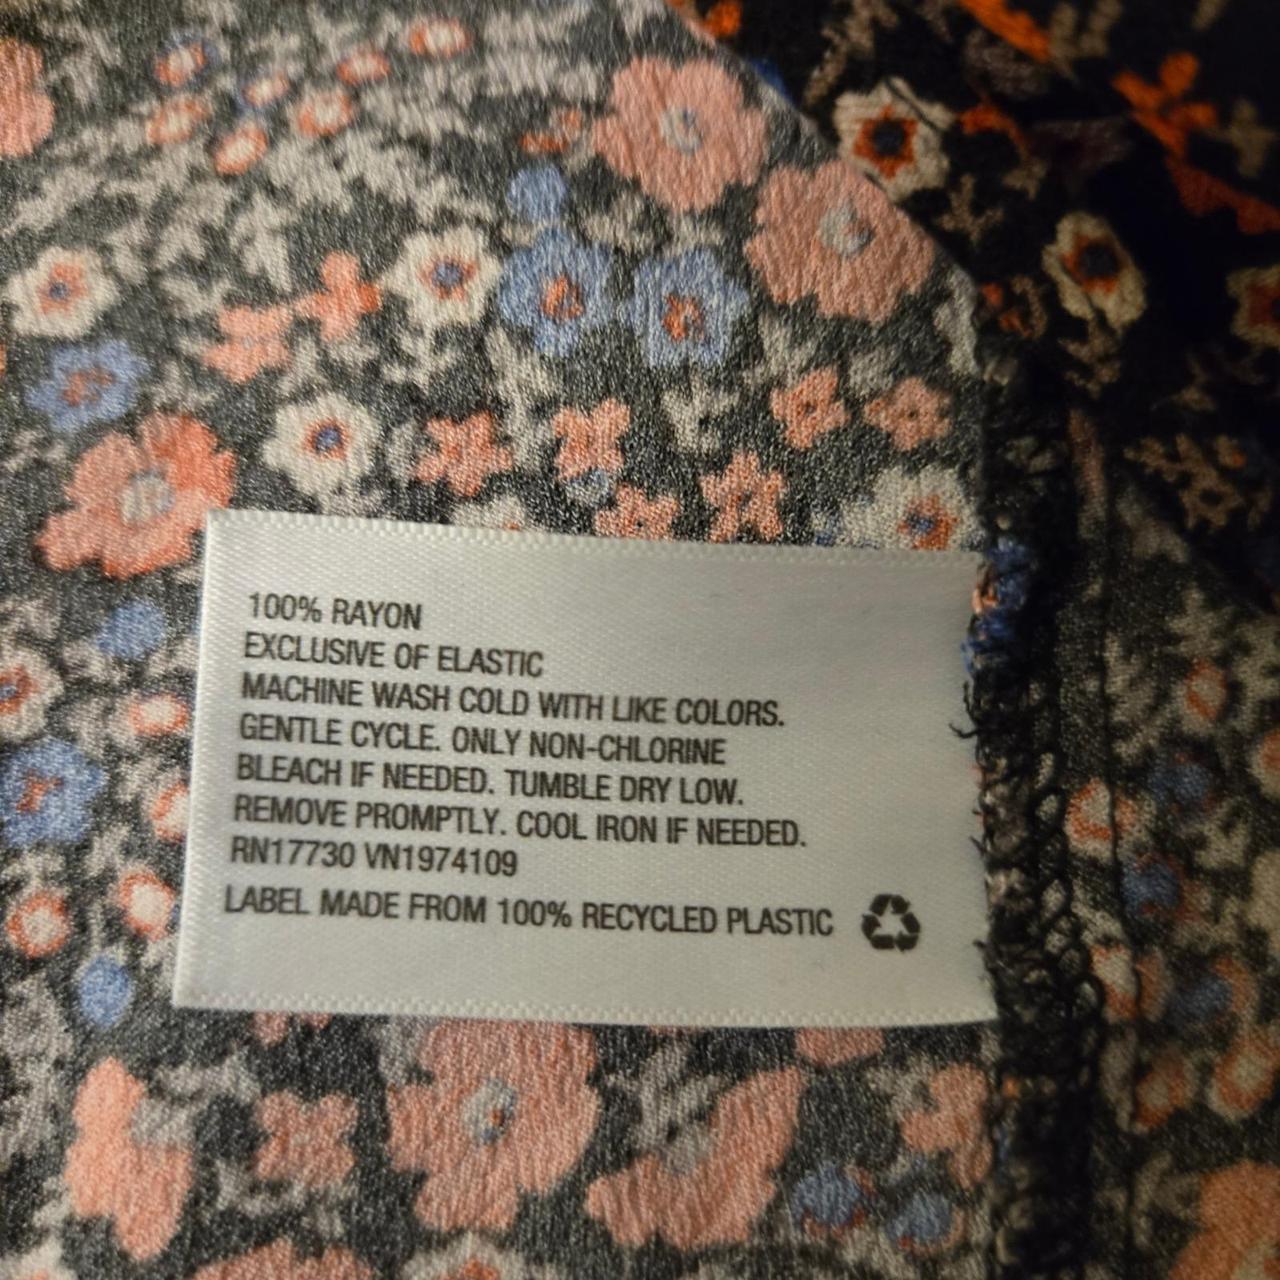 100% RAYON
EXCLUSIVE OF ELASTIC
MACHINE WASH COLD WITH LIKE COLORS.
GENTLE CYCLE. ONLY NON-CHLORINE
BLEACH IF NEEDED. TUMBLE DRY LOW.
REMOVE PROMPTLY. COOL IRON IF NEEDED.
RN17730 VN1974109
LABEL MADE FROM 100% RECYCLED PLASTIC